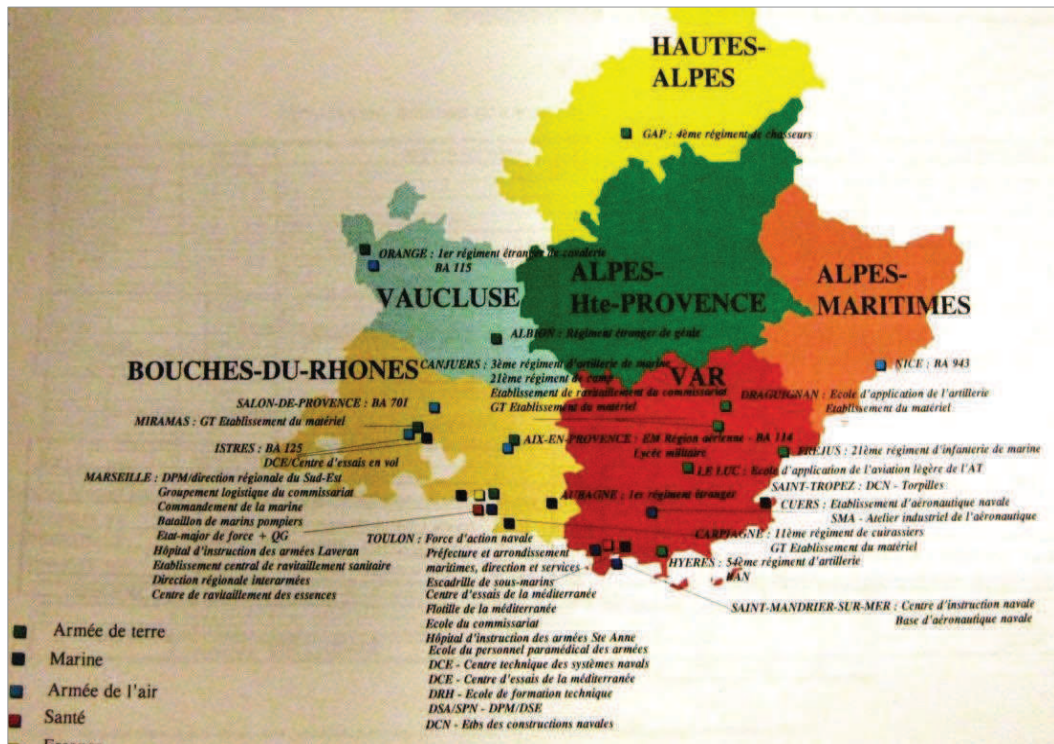 HAUTES-
ALPES
GAP : 4ème régiment de chasseurs
ORANGE : 1er régiment étranger de cavalerie
BA 115
VAUCLUSE
ALPES-
Hte-PROVENCE
ALPES-
MARITIMES
ALBION : Régiment étranger de génie
NICE : BA 943
BOUCHES-DU-RHONES
CANJUERS : 3ème régiment d'artillerie de marine
21ème régiment de camp
Etablissement de ravitaillement du commissariat
GT Etablissement du matériel
VAR
DRAGUIGNAN : Ecole d'application de l'artillerie
Etablissement du matériel
SALON-DE-PROVENCE : BA 701
MIRAMAS : GT Etablissement du matériel
ISTRES : BA 125
DCE/Centre d'essais en vol
AIX-EN-PROVENCE : EM Région aérienne - BA 114
Lycée militaire
FREJUS : 21ème régiment d'infanterie de marine
LE LUC : Ecole d'application de l'aviation lègère de l'AT
SAINT-TROPEZ : DCN - Torpilles
CUERS : Etablissement d'aéronautique navale
SMA - Atelier industriel de l'aéronautique
MARSEILLE : DPM/direction régionale du Sud-Est
Groupement logistique du commissariat
Commandement de la marine
Bataillon de marins pompiers
Etat-major de force + QG
Hôpital d'instruction des armées Laveran
Etablissement central de ravitaillement sanitaire
Direction régionale interarmées
Centre de ravitaillement des essences
AUBAGNE : 1er régiment étranger
CARPIAGNE : 11ème régiment de cuirassiers
GT Etablissement du matériel
HYERES : 54ème régiment d'artillerie
BAN
SAINT-MANDRIER-SUR-MER : Centre d'instruction navale
Base d'aéronautique navale
TOULON : Force d'action navale
Préfecture et arrondissement
maritimes, direction et services
Escadrille de sous-marins
Centre d'essais de la méditerranée
Flotille de la méditerranée
Ecole du commissariat
Hôpital d'instruction des armées Ste Anne
Ecole du personnel paramédical des armées
DCE - Centre technique des systèmes navals
DCE - Centre d'essais de la méditerranée
DRH - Ecole de formation technique
DSA/SPN - DPM/DSE
DCN - Etbs des constructions navales
Armée de terre
Marine
Armée de l'air
Santé